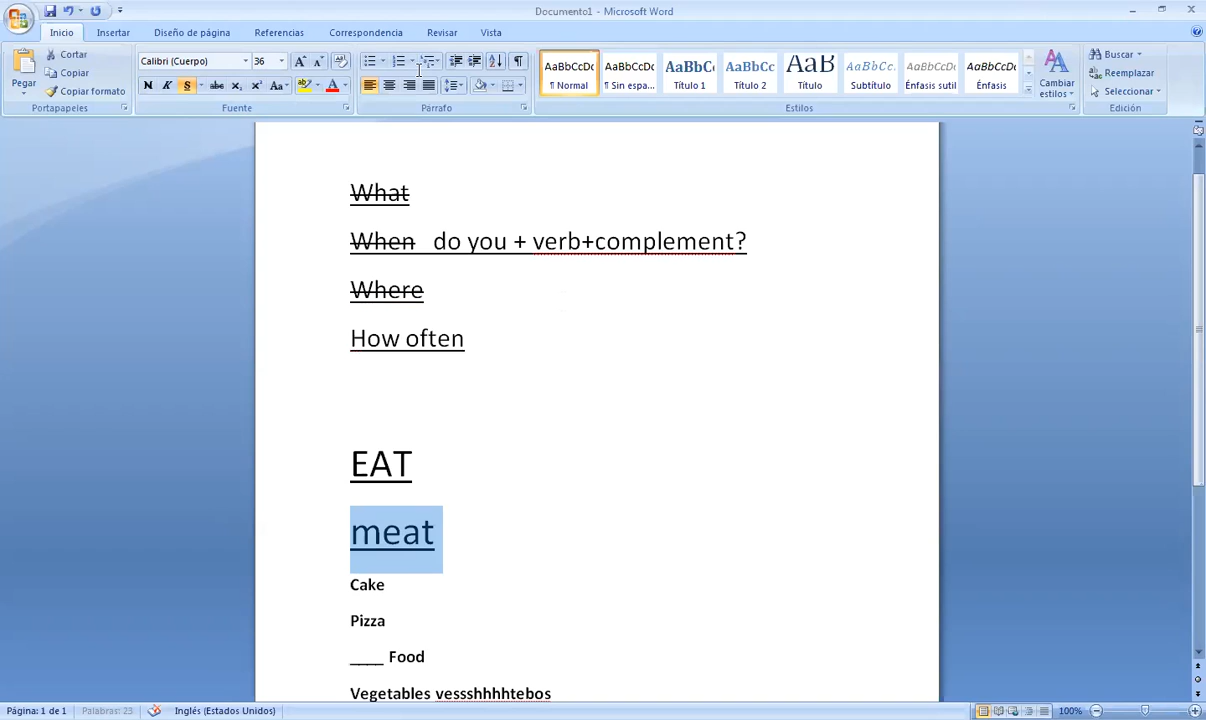 Documento1 - Microsoft Word
Inicio Insertar Diseño de página Referencias Correspondencia Revisar Vista
Pegar
Cortar
Copiar
Copiar formato
Portapapeles
Calibri (Cuerpo) 36
N K S abc x₂ x² Aa A
Fuente
Párrafo
AaBbCcDc AaBbCcDc AaBbCc AaBbCc AaB AaBbCc. AaBbCcDc AaBbCcDc
¶ Normal ¶ Sin espa... Título 1 Título 2 Título Subtítulo Énfasis sutil Énfasis
Cambiar estilos
Estilos
Buscar
Reemplazar
Seleccionar
Edición
What
When do you + verb+complement?
Where
How often
EAT
meat
Cake
Pizza
____ Food
Vegetables vessshhhhtebos
Página: 1 de 1 Palabras: 23 Inglés (Estados Unidos) 100%